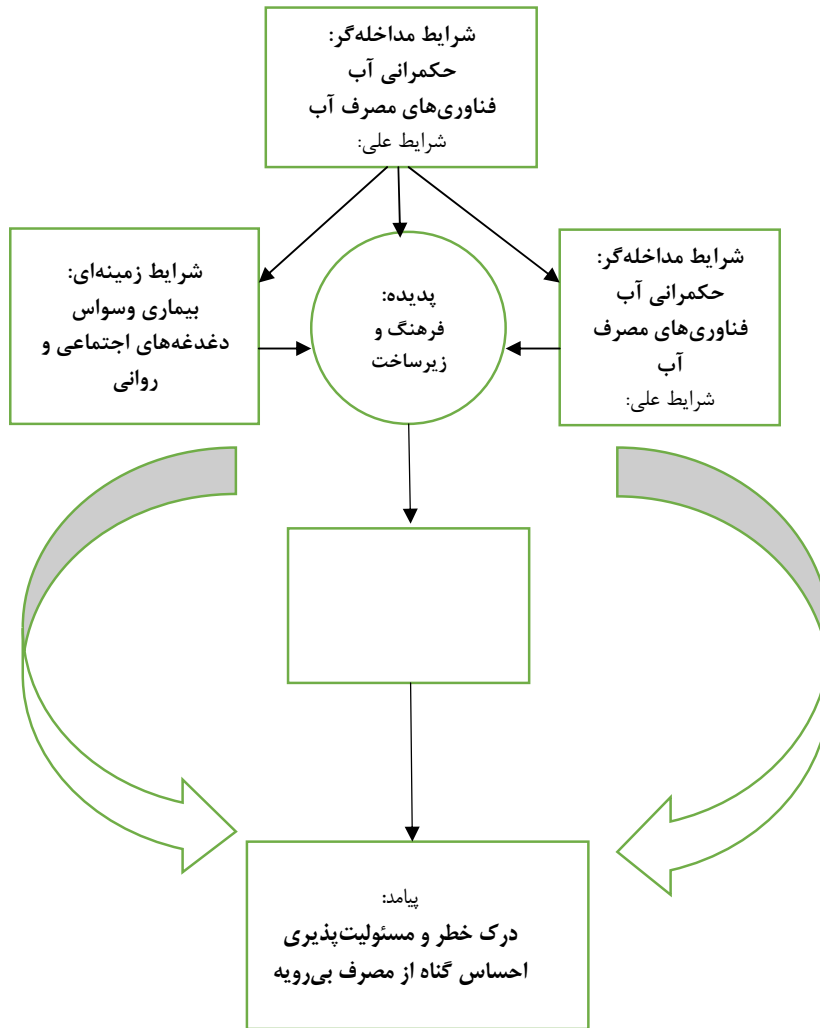 شرایط مداخله‌گر:
حکمرانی آب
فناوری‌های مصرف آب
شرایط علی:
شرایط مداخله‌گر:
حکمرانی آب
فناوری‌های مصرف
آب
شرایط علی:
پدیده:
فرهنگ و
زیرساخت
شرایط زمینه‌ای:
بیماری وسواس
دغدغه‌های اجتماعی و
روانی
پیامد:
درک خطر و مسئولیت‌پذیری
احساس گناه از مصرف بی‌رویه